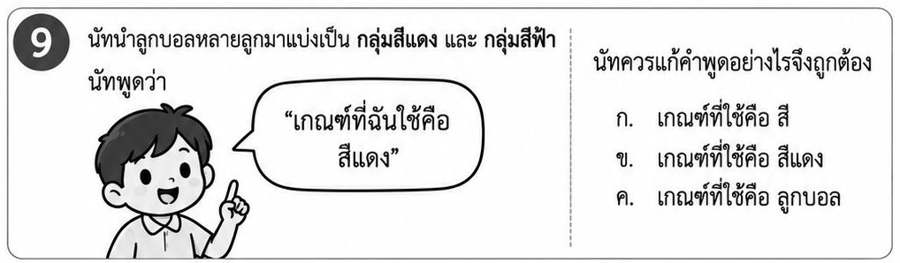 9
นัทนำลูกบอลหลายลูกมาแบ่งเป็น กลุ่มสีแดง และ กลุ่มสีฟ้า
นัทพูดว่า
“เกณฑ์ที่ฉันใช้คือ
สีแดง”
นัทควรแก้คำพูดอย่างไรจึงถูกต้อง
ก. เกณฑ์ที่ใช้คือ สี
ข. เกณฑ์ที่ใช้คือ สีแดง
ค. เกณฑ์ที่ใช้คือ ลูกบอล